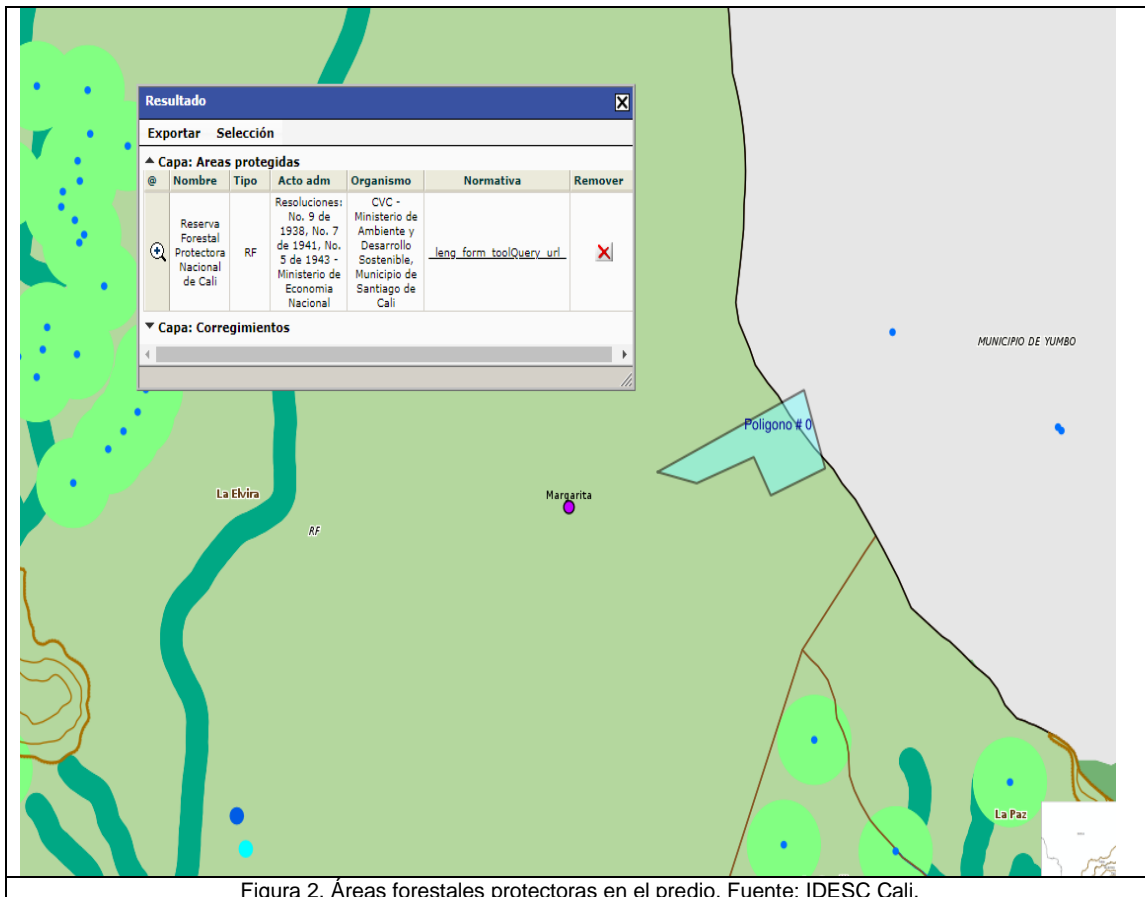 Resultado
Exportar Selección
Capa: Areas protegidas
@ Nombre Tipo Acto adm Organismo Normativa Remover
Reserva
Forestal
Protectora
Nacional
de Cali
RF
Resoluciones:
No. 9 de
1938, No. 7
de 1941, No.
5 de 1943 -
Ministerio de
Economia
Nacional
CVC -
Ministerio de
Ambiente y
Desarrollo
Sostenible,
Municipio de
Santiago de
Cali
_leng_form_toolQuery_url_
Capa: Corregimientos
MUNICIPIO DE YUMBO
Poligono # 0
La Elvira
Margarita
RF
La Paz
Figura 2. Áreas forestales protectoras en el predio. Fuente: IDESC Cali.